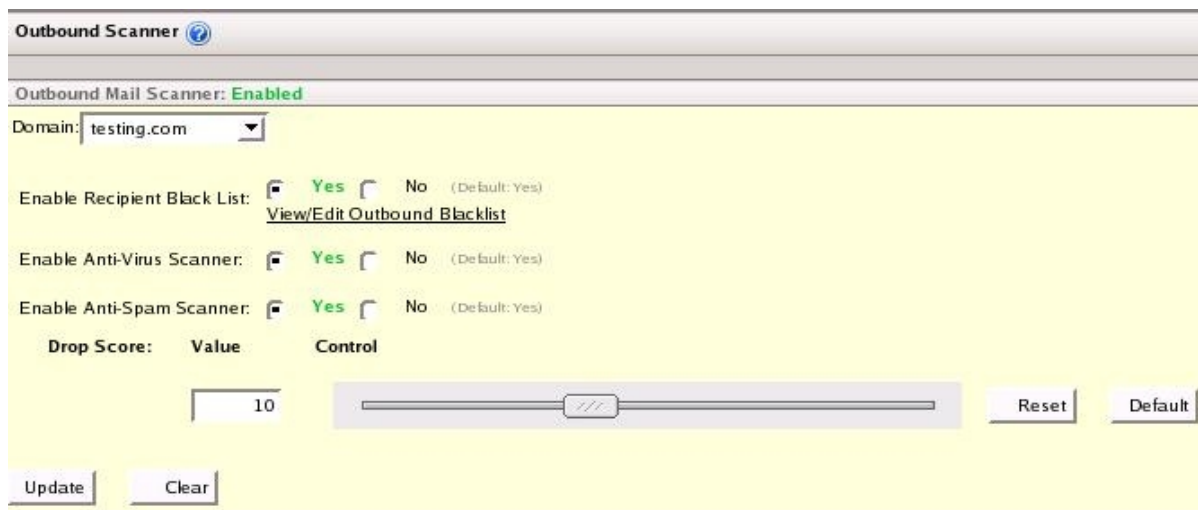 Outbound Scanner
Outbound Mail Scanner: Enabled
Domain: testing.com
Enable Recipient Black List: Yes No (Default: Yes)
View/Edit Outbound Blacklist
Enable Anti-Virus Scanner: Yes No (Default: Yes)
Enable Anti-Spam Scanner: Yes No (Default: Yes)
Drop Score: Value Control
10 Reset Default
Update Clear